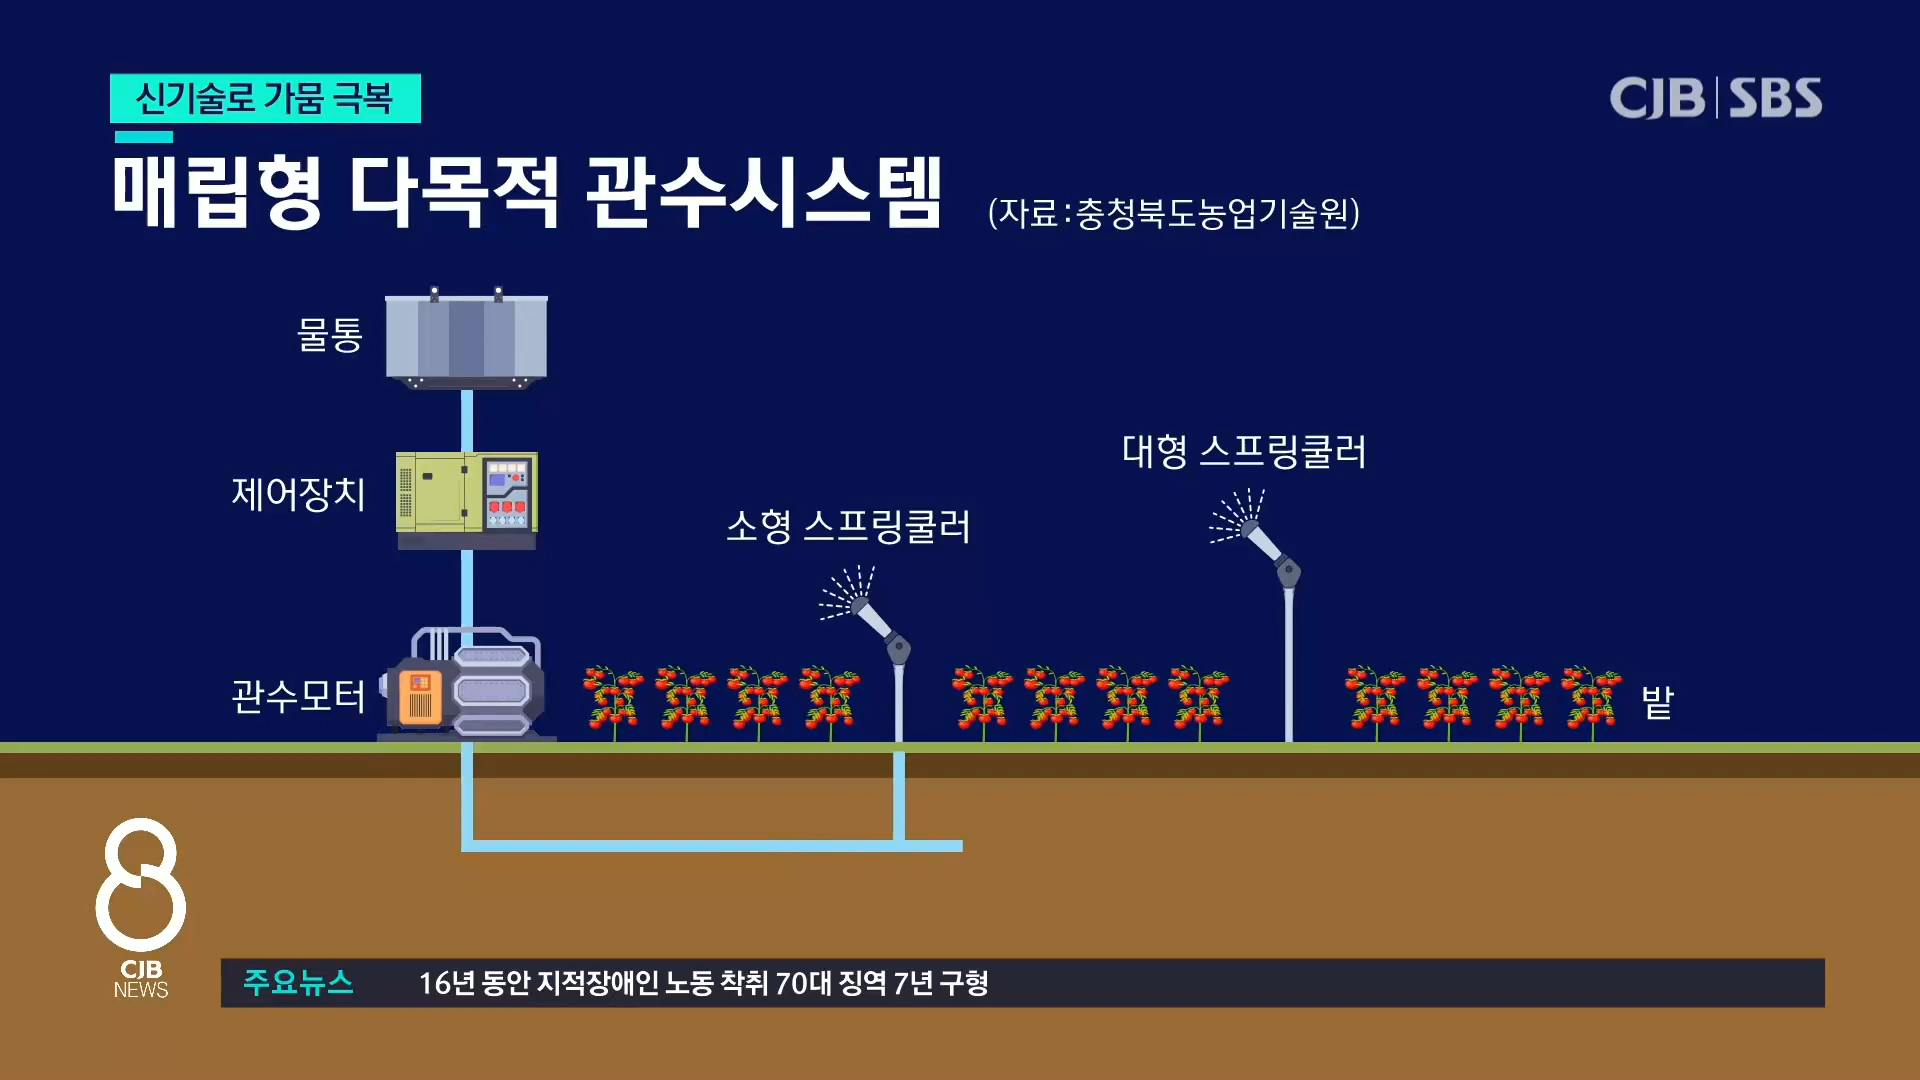 신기술로 가뭄 극복
CJB SBS
매립형 다목적 관수시스템 (자료:충청북도농업기술원)
물통
대형 스프링쿨러
제어장치
소형 스프링쿨러
관수모터
밭
8
CJB
NEWS
주요뉴스 16년 동안 지적장애인 노동 착취 70대 징역 7년 구형